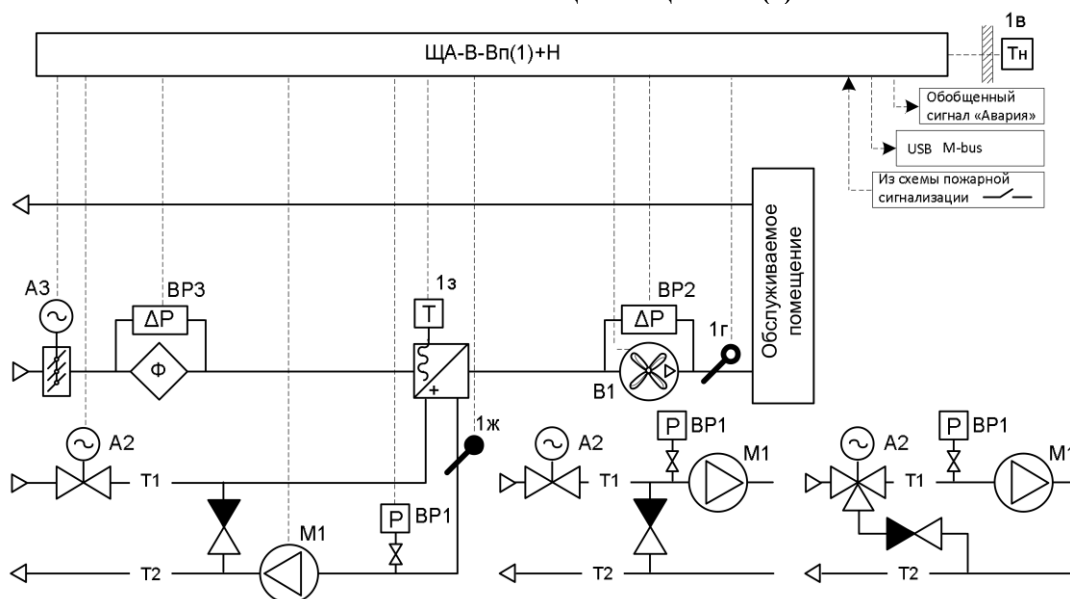 1в
ЩА-В-Вп(1)+Н
Тн
Обобщенный
сигнал «Авария»
USB M-bus
Из схемы пожарной
сигнализации
Обслуживаемое
помещение
А3
ВР3
ΔP
Ф
1з
Т
+
ВР2
ΔP
1г
В1
1ж
А2
Т1
ВР1
Р
М1
Т2
А2
Т1
ВР1
Р
М1
Т2
А2
Т1
ВР1
Р
М1
Т2